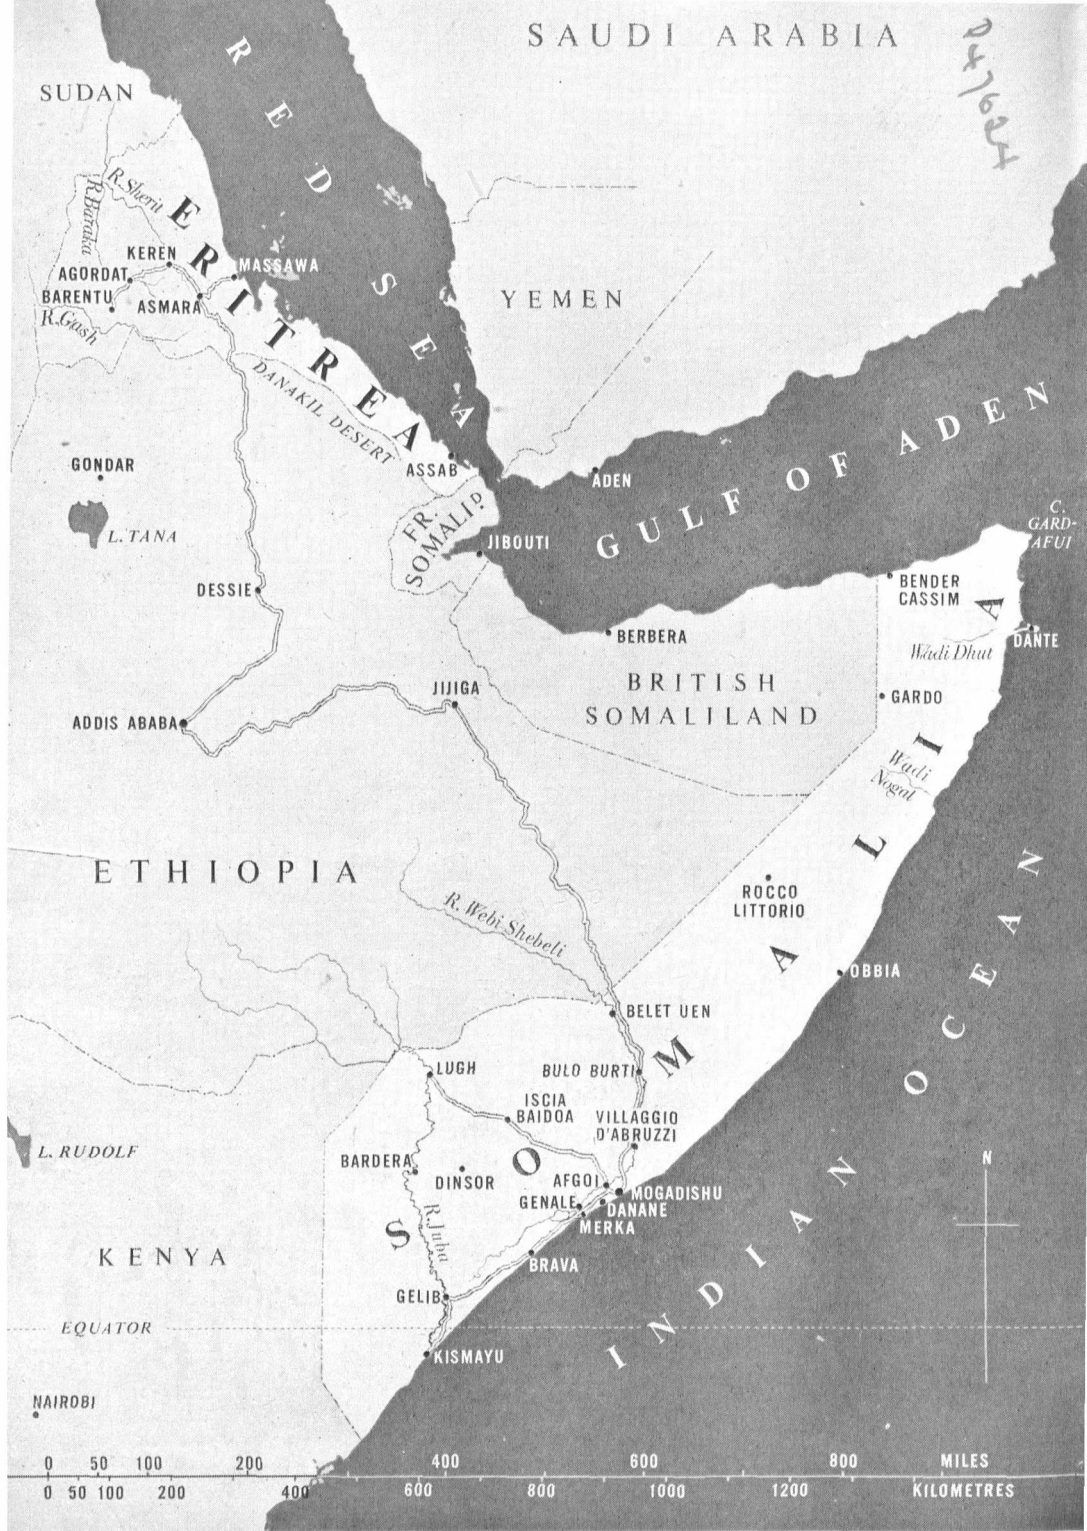 SAUDI ARABIA
D476024
SUDAN
RED SEA
R. Sherit
R. Baraka
ERITREA
KEREN
MASSAWA
AGORDAT
BARENTU
ASMARA
R. Gash
YEMEN
DANAKIL DESERT
GONDAR
ASSAB
ADEN
GULF OF ADEN
L. TANA
FR.
SOMALID.
JIBOUTI
C.
GARD-
AFUI
DESSIE
BENDER
CASSIM
BERBERA
DANTE
Wadi Dhut
BRITISH
SOMALILAND
JIJIGA
GARDO
ADDIS ABABA
Wadi
Nogal
ETHIOPIA
ROCCO
LITTORIO
R. Webi Shebeli
OBBIA
SOMALIA
BELET UEN
LUGH
BULO BURTI
ISCIA
BAIDOA
VILLAGGIO
D'ABRUZZI
L. RUDOLF
BARDERA
DINSOR
AFGOI
MOGADISHU
GENALE
DANANE
MERKA
R. Juba
KENYA
BRAVA
GELIB
INDIAN OCEAN
N
EQUATOR
KISMAYU
NAIROBI
0 50 100 200 400 600 800 MILES
0 50 100 200 400 600 800 1000 1200 KILOMETRES